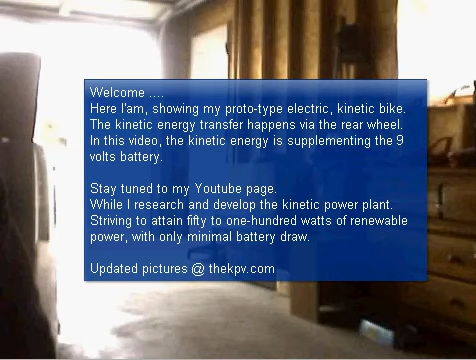 Welcome ....
Here I'am, showing my proto-type electric, kinetic bike.
The kinetic energy transfer happens via the rear wheel.
In this video, the kinetic energy is supplementing the 9
volts battery.
Stay tuned to my Youtube page.
While I research and develop the kinetic power plant.
Striving to attain fifty to one-hundred watts of renewable
power, with only minimal battery draw.
Updated pictures @ thekpv.com